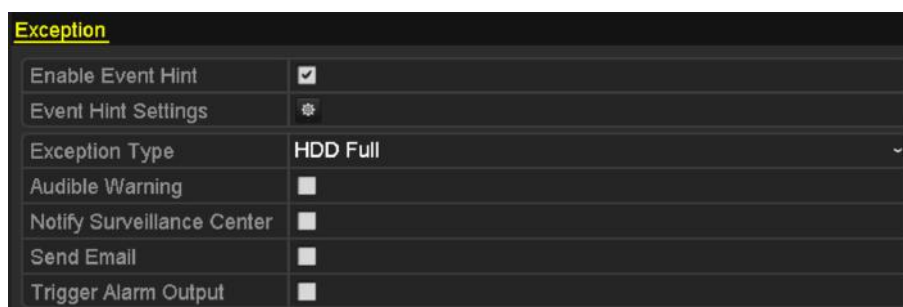 Exception
Enable Event Hint
Event Hint Settings
Exception Type HDD Full
Audible Warning
Notify Surveillance Center
Send Email
Trigger Alarm Output